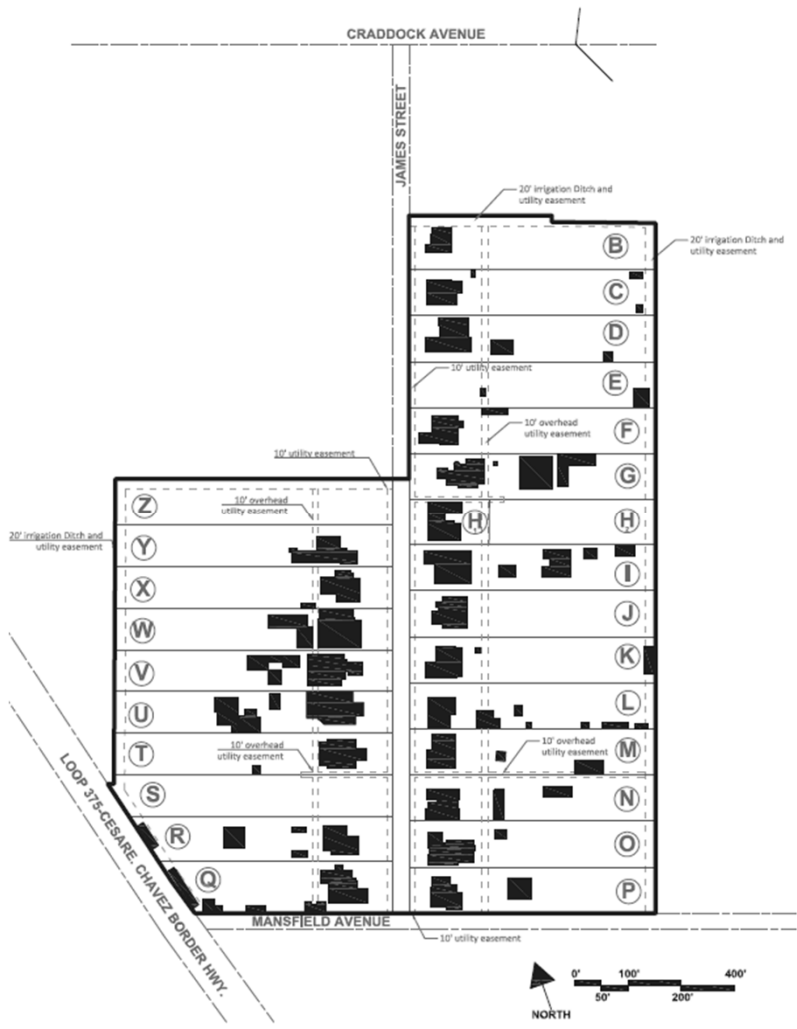 CRADDOCK AVENUE
JAMES STREET
20' irrigation Ditch and
utility easement
B
20' irrigation Ditch and
utility easement
C
D
10' utility easement
E
10' overhead
utility easement
F
10' utility easement
G
Z
10' overhead
utility easement
H
H
20' irrigation Ditch and
utility easement
Y
I
X
J
W
K
V
L
U
10' overhead
utility easement
M
10' overhead
utility easement
T
S
N
R
O
Q
P
LOOP 375-CESARE. CHAVEZ BORDER HWY.
MANSFIELD AVENUE
10' utility easement
NORTH
0' 100' 400'
50' 200'